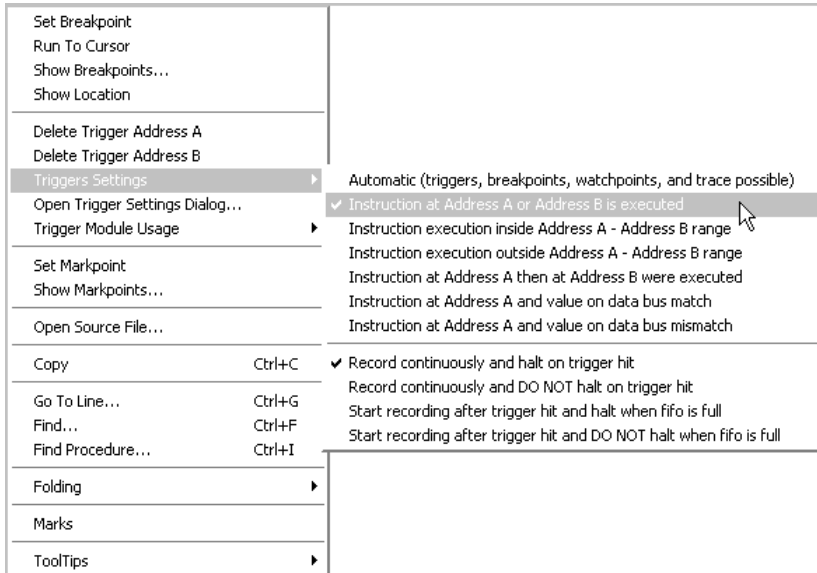 Set Breakpoint
Run To Cursor
Show Breakpoints...
Show Location
Delete Trigger Address A
Delete Trigger Address B
Triggers Settings
Open Trigger Settings Dialog...
Trigger Module Usage
Set Markpoint
Show Markpoints...
Open Source File...
Copy Ctrl+C
Go To Line... Ctrl+G
Find... Ctrl+F
Find Procedure... Ctrl+I
Folding
Marks
ToolTips
Automatic (triggers, breakpoints, watchpoints, and trace possible)
Instruction at Address A or Address B is executed
Instruction execution inside Address A - Address B range
Instruction execution outside Address A - Address B range
Instruction at Address A then at Address B were executed
Instruction at Address A and value on data bus match
Instruction at Address A and value on data bus mismatch
Record continuously and halt on trigger hit
Record continuously and DO NOT halt on trigger hit
Start recording after trigger hit and halt when fifo is full
Start recording after trigger hit and DO NOT halt when fifo is full